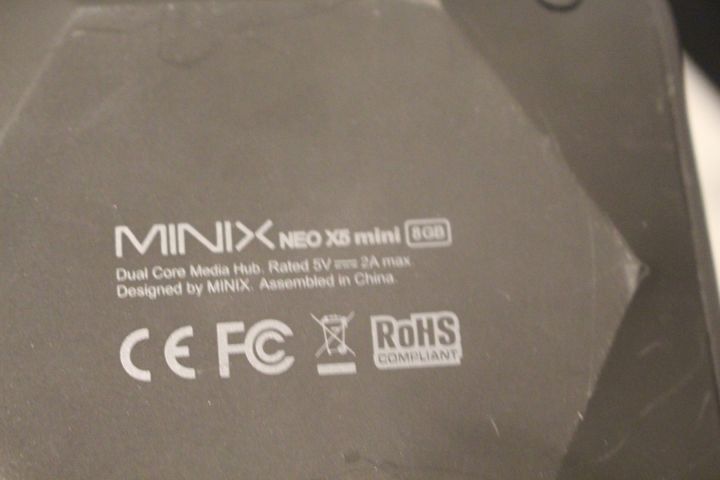 MINIX NEO X5 mini 8GB
Dual Core Media Hub. Rated 5V ⎓ 2A max.
Designed by MINIX. Assembled in China.
CE FC RoHS
COMPLIANT